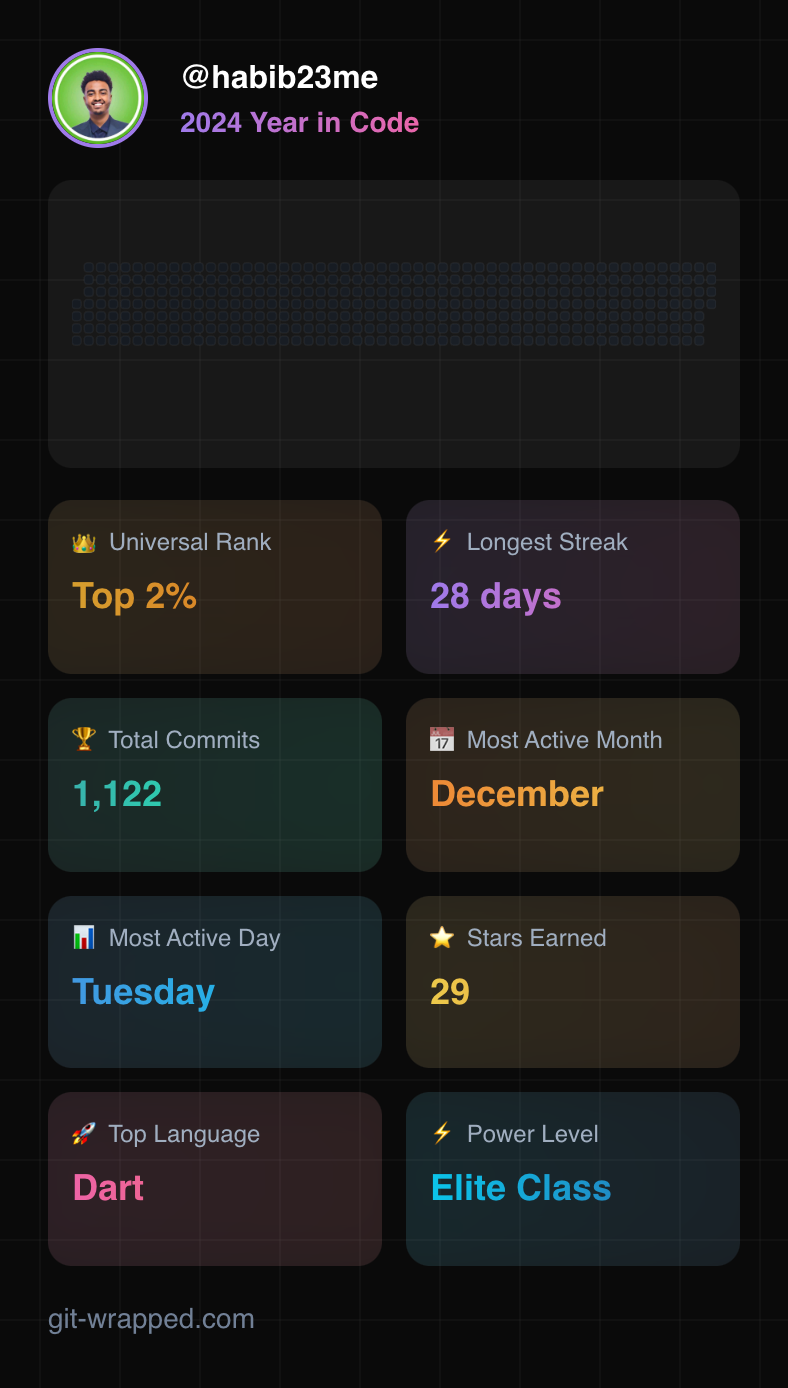 @habib23me
2024 Year in Code
👑 Universal Rank
Top 2%
⚡ Longest Streak
28 days
🏆 Total Commits
1,122
📅 Most Active Month
December
📊 Most Active Day
Tuesday
⭐ Stars Earned
29
🚀 Top Language
Dart
⚡ Power Level
Elite Class
git-wrapped.com